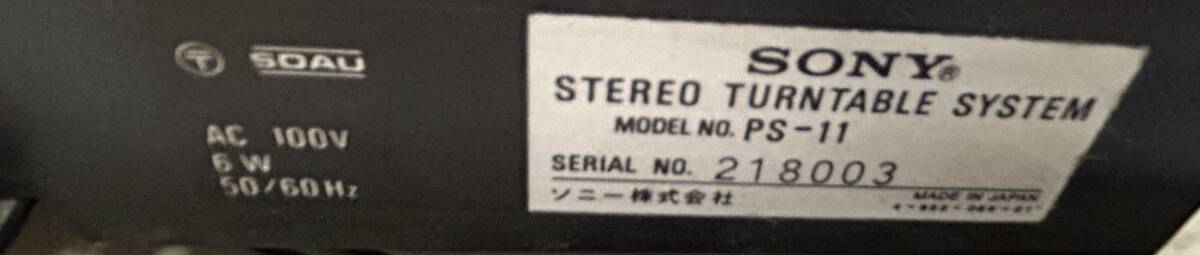 T SOAU
AC 100V
6 W
50/60Hz
SONY®
STEREO TURNTABLE SYSTEM
MODEL NO. PS-11
SERIAL NO. 218003
ソニー株式会社
MADE IN JAPAN